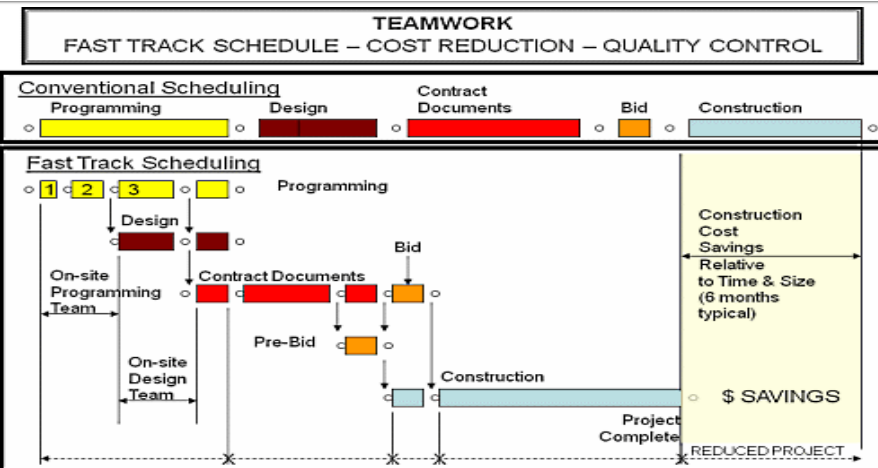 TEAMWORK
FAST TRACK SCHEDULE – COST REDUCTION – QUALITY CONTROL
Conventional Scheduling
Programming
Design
Contract
Documents
Bid
Construction
Fast Track Scheduling
1 2 3
Programming
Design
Bid
On-site
Programming
Team
Contract Documents
Construction
Cost
Savings
Relative
to Time & Size
(6 months
typical)
Pre-Bid
On-site
Design
Team
Construction
$ SAVINGS
Project
Complete
REDUCED PROJECT